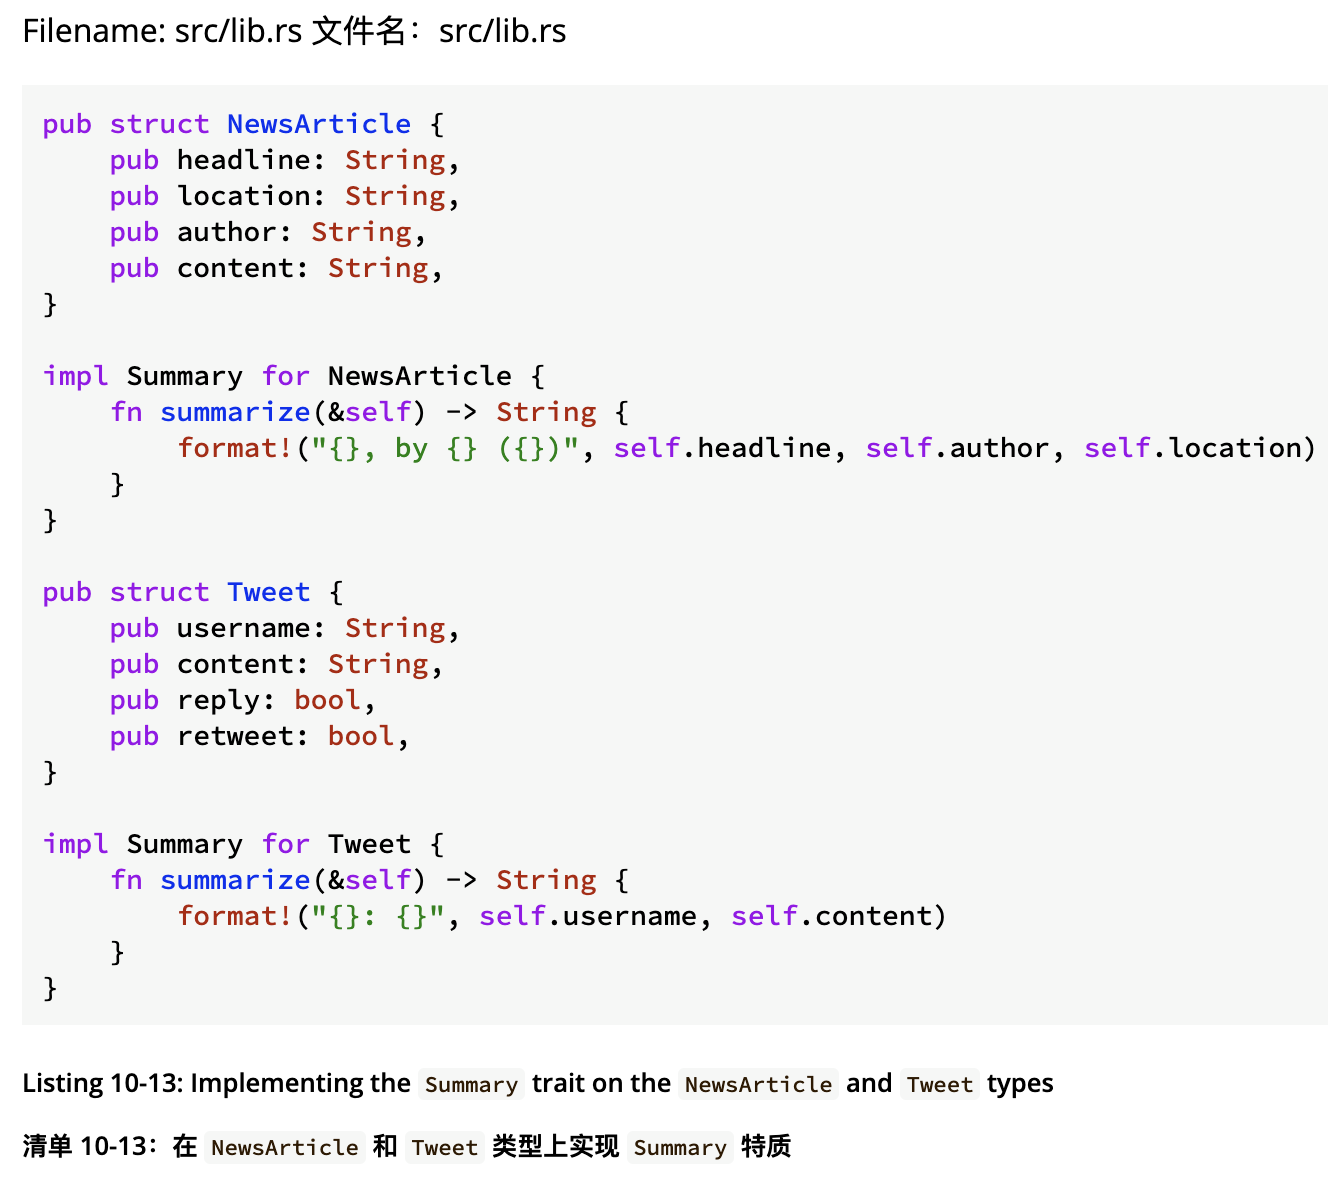 Filename: src/lib.rs 文件名：src/lib.rs
pub struct NewsArticle {
    pub headline: String,
    pub location: String,
    pub author: String,
    pub content: String,
}
impl Summary for NewsArticle {
    fn summarize(&self) -> String {
        format!("{}, by {} ({})", self.headline, self.author, self.location)
    }
}
pub struct Tweet {
    pub username: String,
    pub content: String,
    pub reply: bool,
    pub retweet: bool,
}
impl Summary for Tweet {
    fn summarize(&self) -> String {
        format!("{}: {}", self.username, self.content)
    }
}
Listing 10-13: Implementing the Summary trait on the NewsArticle and Tweet types
清单 10-13：在 NewsArticle 和 Tweet 类型上实现 Summary 特质